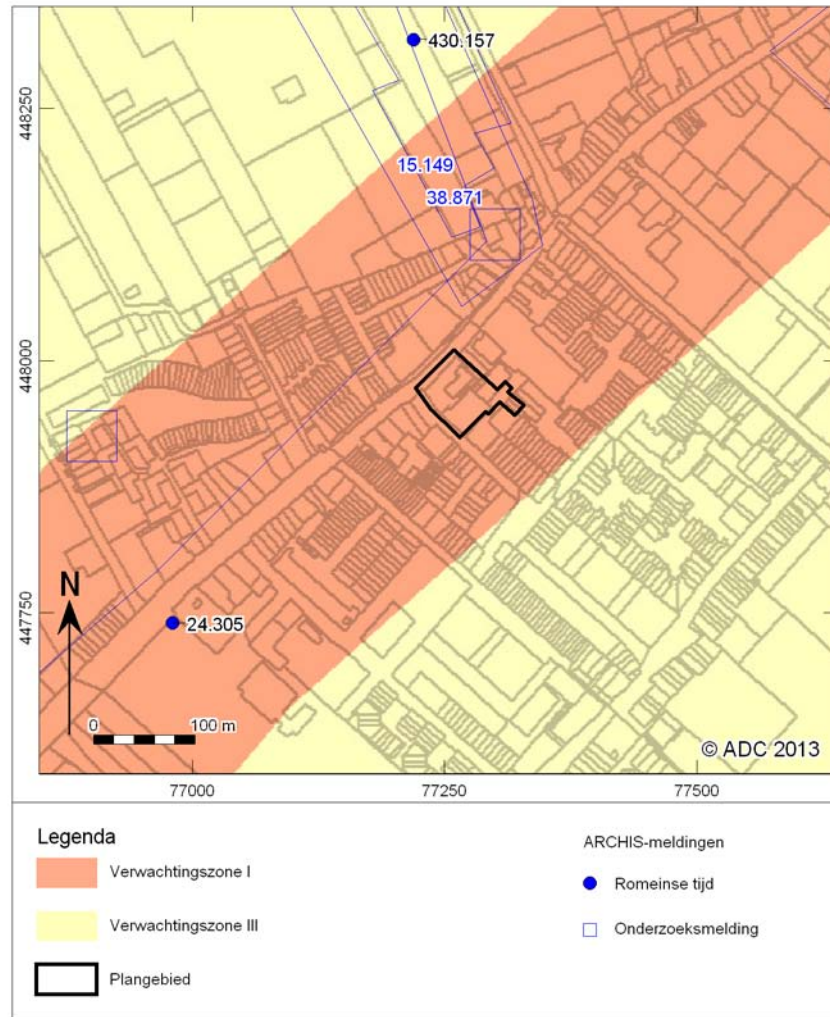 430.157
448250
15.149
38.871
448000
447750
N
24.305
0 100 m
© ADC 2013
77000 77250 77500
Legenda
Verwachtingszone I
Verwachtingszone III
Plangebied
ARCHIS-meldingen
Romeinse tijd
Onderzoeksmelding